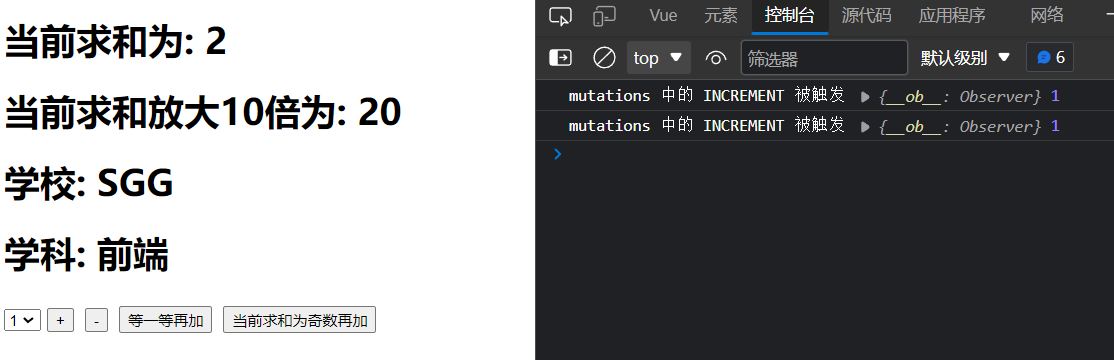 当前求和为: 2
当前求和放大10倍为: 20
学校: SGG
学科: 前端
1 + - 等一等再加 当前求和为奇数再加
Vue 元素 控制台 源代码 应用程序 网络
top 筛选器 默认级别 6
mutations 中的 INCREMENT 被触发 {__ob__: Observer} 1
mutations 中的 INCREMENT 被触发 {__ob__: Observer} 1